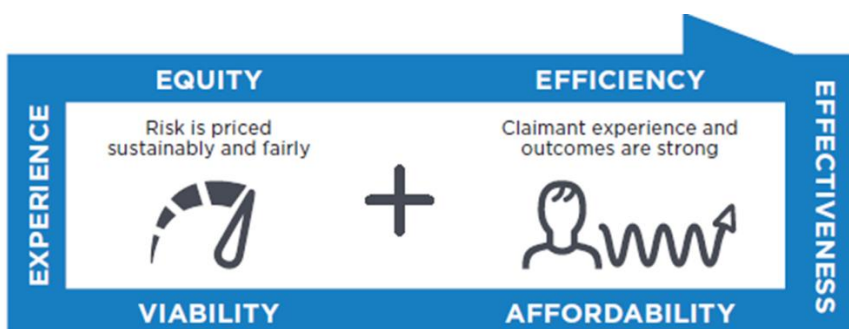 EQUITY
EFFICIENCY
EXPERIENCE
Risk is priced
sustainably and fairly
Claimant experience and
outcomes are strong
EFFECTIVENESS
VIABILITY
AFFORDABILITY